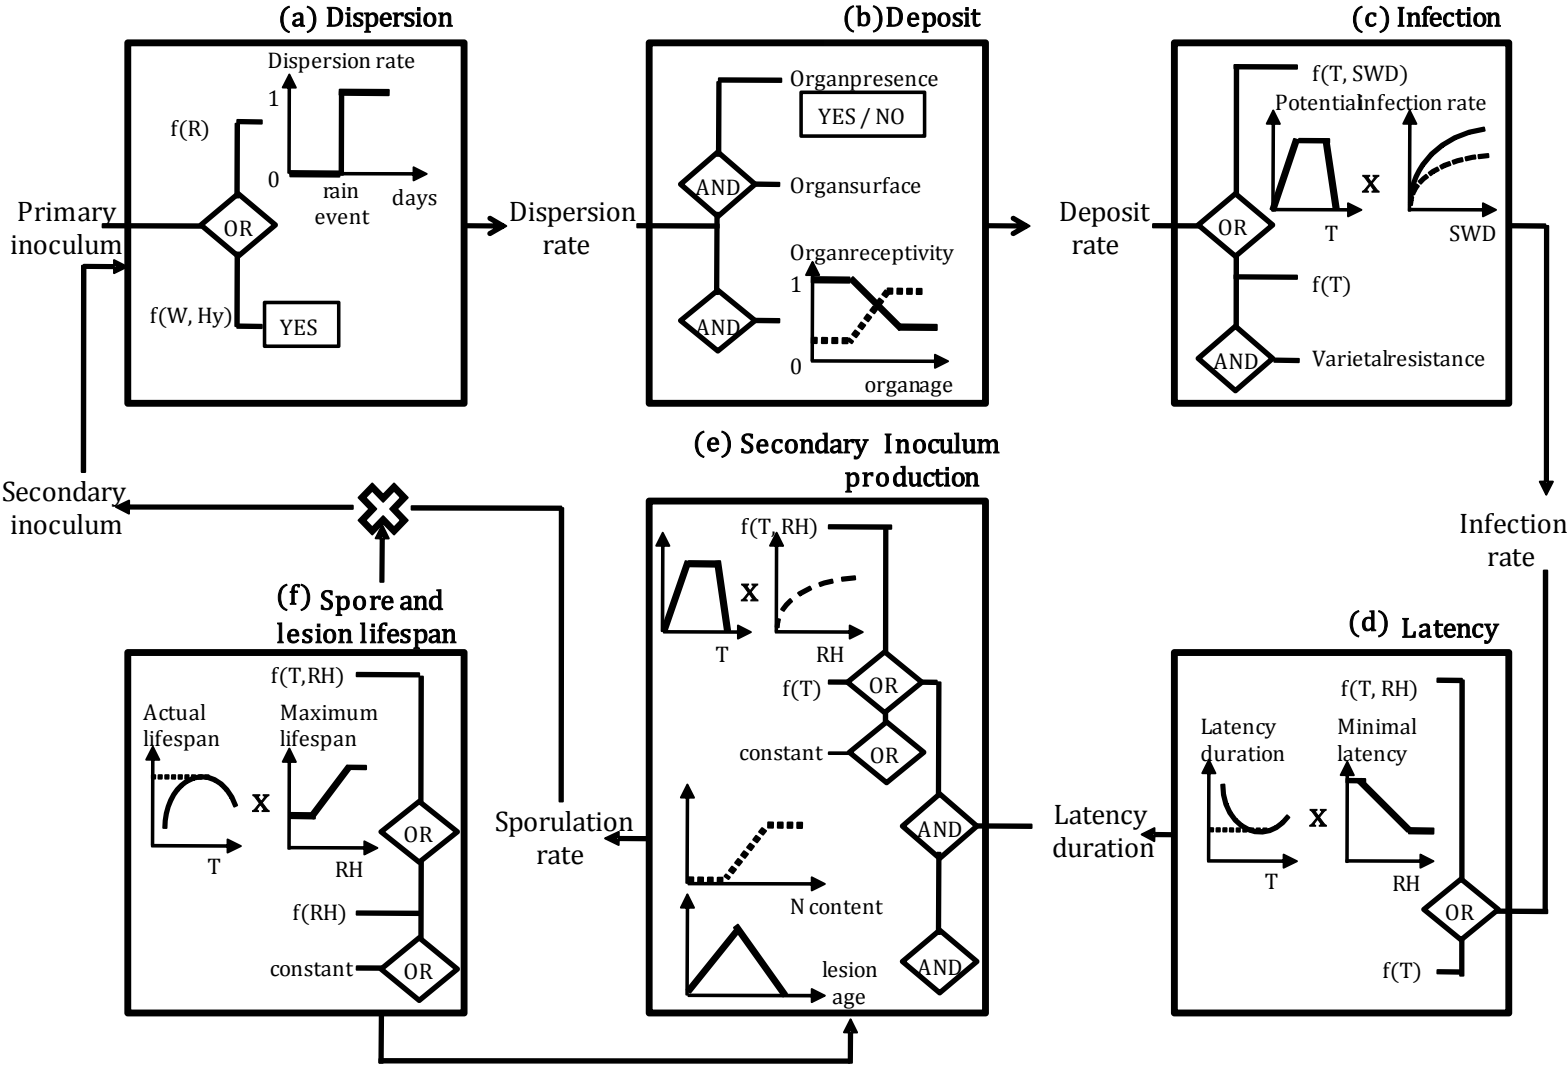 (a) Dispersion
Dispersion rate
1
f(R)
0
rain
event
days
OR
Primary
inoculum
f(W, Hy)
YES
(b)Deposit
Organpresence
YES / NO
AND
Organsurface
Dispersion
rate
Organreceptivity
1
AND
0
organage
(c) Infection
f(T, SWD)
PotentialInfection rate
x
T
SWD
OR
Deposit
rate
f(T)
AND
Varietalresistance
Infection
rate
(d) Latency
f(T, RH)
Latency
duration
Minimal
latency
x
T
RH
OR
f(T)
Latency
duration
(e) Secondary Inoculum
production
f(T, RH)
x
T
RH
f(T)
OR
constant
OR
AND
N content
AND
lesion
age
Sporulation
rate
(f) Spore and
lesion lifespan
f(T,RH)
Actual
lifespan
Maximum
lifespan
x
T
RH
OR
f(RH)
constant
OR
Secondary
inoculum